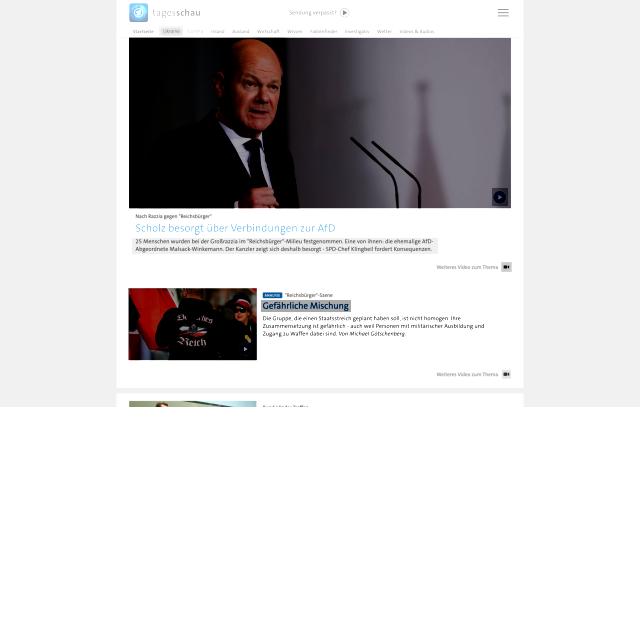 tagesschau
Sendung verpasst?
Startseite Ukraine Inland Ausland Wirtschaft Wissen Faktenfinder Investigativ Wetter Videos & Audios
Nach Razzia gegen "Reichsbürger"
Scholz besorgt über Verbindungen zur AfD
25 Menschen wurden bei der Großrazzia im "Reichsbürger"-Milieu festgenommen. Eine von ihnen: die ehemalige AfD-
Abgeordnete Malsack-Winkemann. Der Kanzler zeigt sich deshalb besorgt - SPD-Chef Klingbeil fordert Konsequenzen.
Weiteres Video zum Thema
ANALYSE "Reichsbürger"-Szene
Gefährliche Mischung
Die Gruppe, die einen Staatsstreich geplant haben soll, ist nicht homogen. Ihre
Zusammensetzung ist gefährlich - auch weil Personen mit militärischer Ausbildung und
Zugang zu Waffen dabei sind. Von Michael Götschenberg.
Reich
Weiteres Video zum Thema